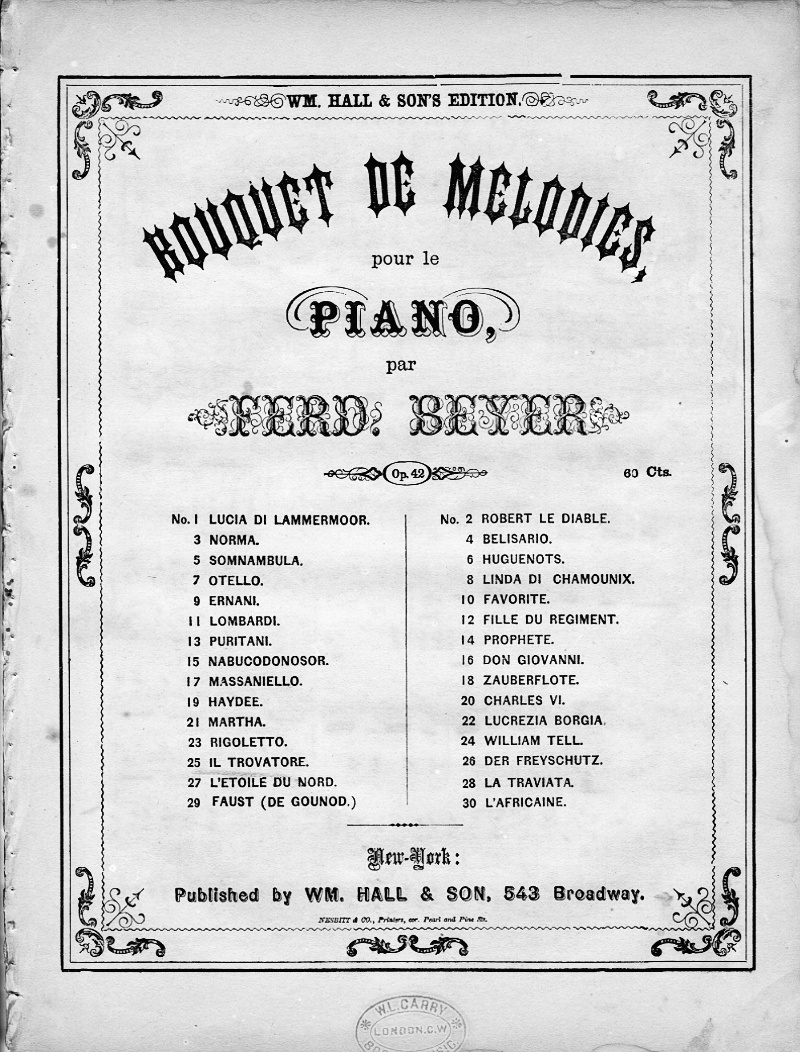 WM. HALL & SON'S EDITION.
BOUQUET DE MELODIES,
pour le
PIANO,
par
FERD. BEYER
Op. 42
60 Cts.
No. 1 LUCIA DI LAMMERMOOR.
3 NORMA.
5 SOMNAMBULA.
7 OTELLO.
9 ERNANI.
11 LOMBARDI.
13 PURITANI.
15 NABUCODONOSOR.
17 MASSANIELLO.
19 HAYDEE.
21 MARTHA.
23 RIGOLETTO.
25 IL TROVATORE.
27 L'ETOILE DU NORD.
29 FAUST (DE GOUNOD.)
No. 2 ROBERT LE DIABLE.
4 BELISARIO.
6 HUGUENOTS.
8 LINDA DI CHAMOUNIX.
10 FAVORITE.
12 FILLE DU REGIMENT.
14 PROPHETE.
16 DON GIOVANNI.
18 ZAUBERFLOTE.
20 CHARLES VI.
22 LUCREZIA BORGIA.
24 WILLIAM TELL.
26 DER FREYSCHUTZ.
28 LA TRAVIATA.
30 L'AFRICAINE.
New-York:
Published by WM. HALL & SON, 543 Broadway.
NESBITT & CO., Printers, cor. Pearl and Pine Sts.
W.L. CARRY
LONDON. C.W